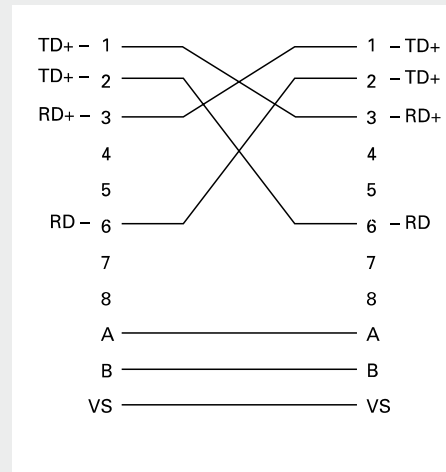 TD+ – 1 1 – TD+
TD+ – 2 2 – TD+
RD+ – 3 3 – RD+
4 4
5 5
RD – 6 6 – RD
7 7
8 8
A A
B B
VS VS